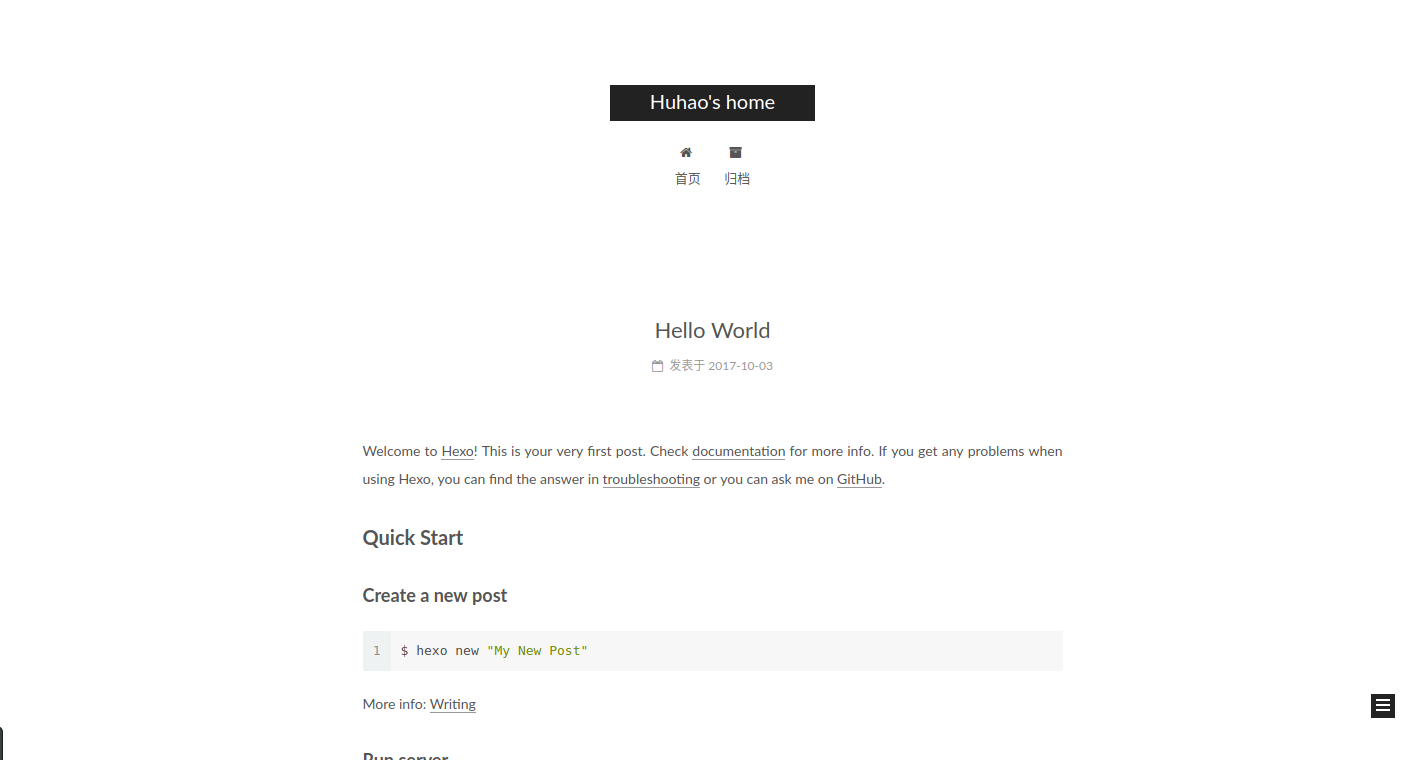 Huhao's home
首页 归档
Hello World
发表于 2017-10-03
Welcome to Hexo! This is your very first post. Check documentation for more info. If you get any problems when
using Hexo, you can find the answer in troubleshooting or you can ask me on GitHub.
Quick Start
Create a new post
1 $ hexo new "My New Post"
More info: Writing
Run server